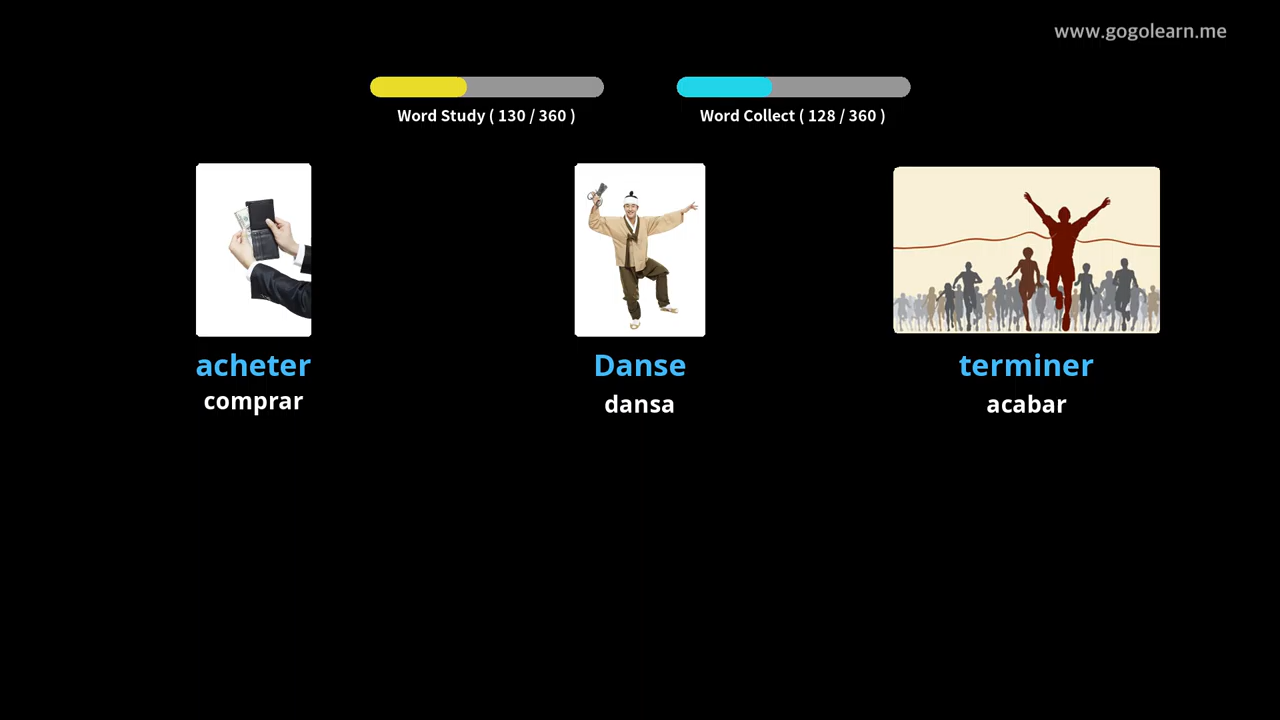 www.gogolearn.me
Word Study ( 130 / 360 )
Word Collect ( 128 / 360 )
acheter
comprar
Danse
dansa
terminer
acabar